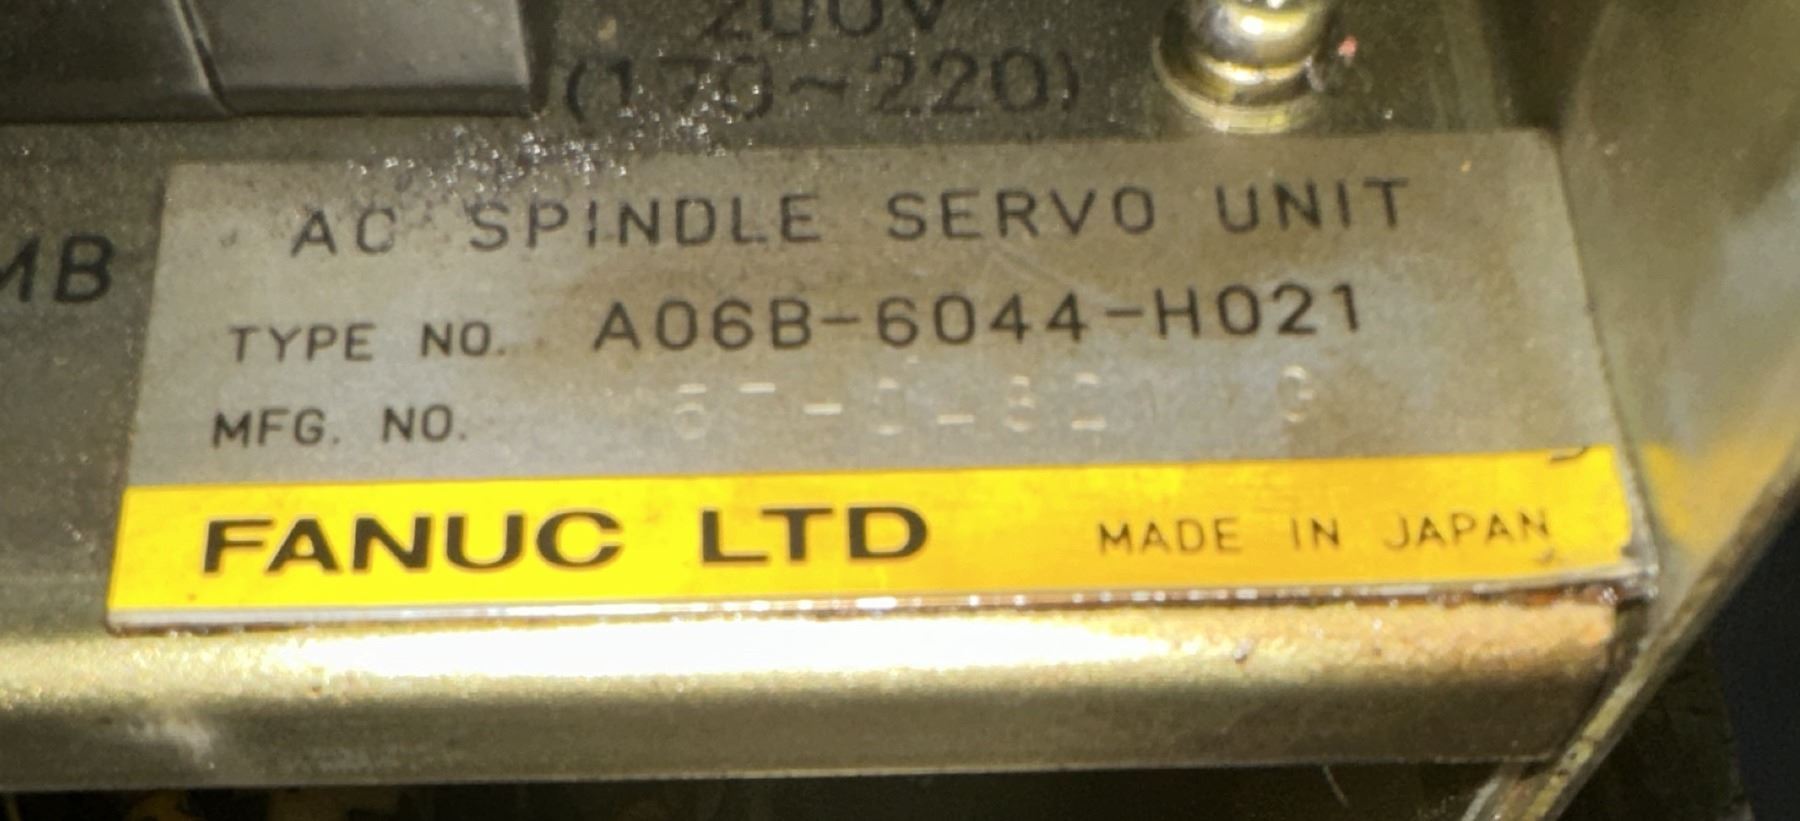 200V
(170~220)
MB
AC SPINDLE SERVO UNIT
TYPE NO. A06B-6044-H021
MFG. NO.
FANUC LTD MADE IN JAPAN